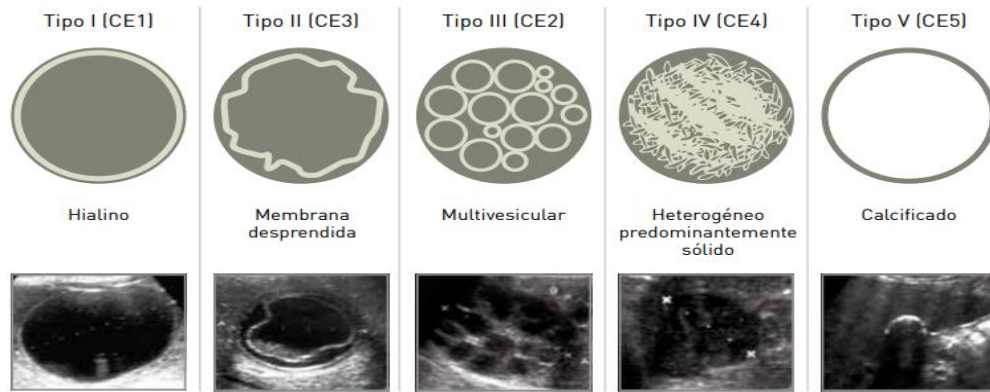 Tipo I (CE1)
Tipo II (CE3)
Tipo III (CE2)
Tipo IV (CE4)
Tipo V (CE5)
Hialino
Membrana
desprendida
Multivesicular
Heterogéneo
predominantemente
sólido
Calcificado